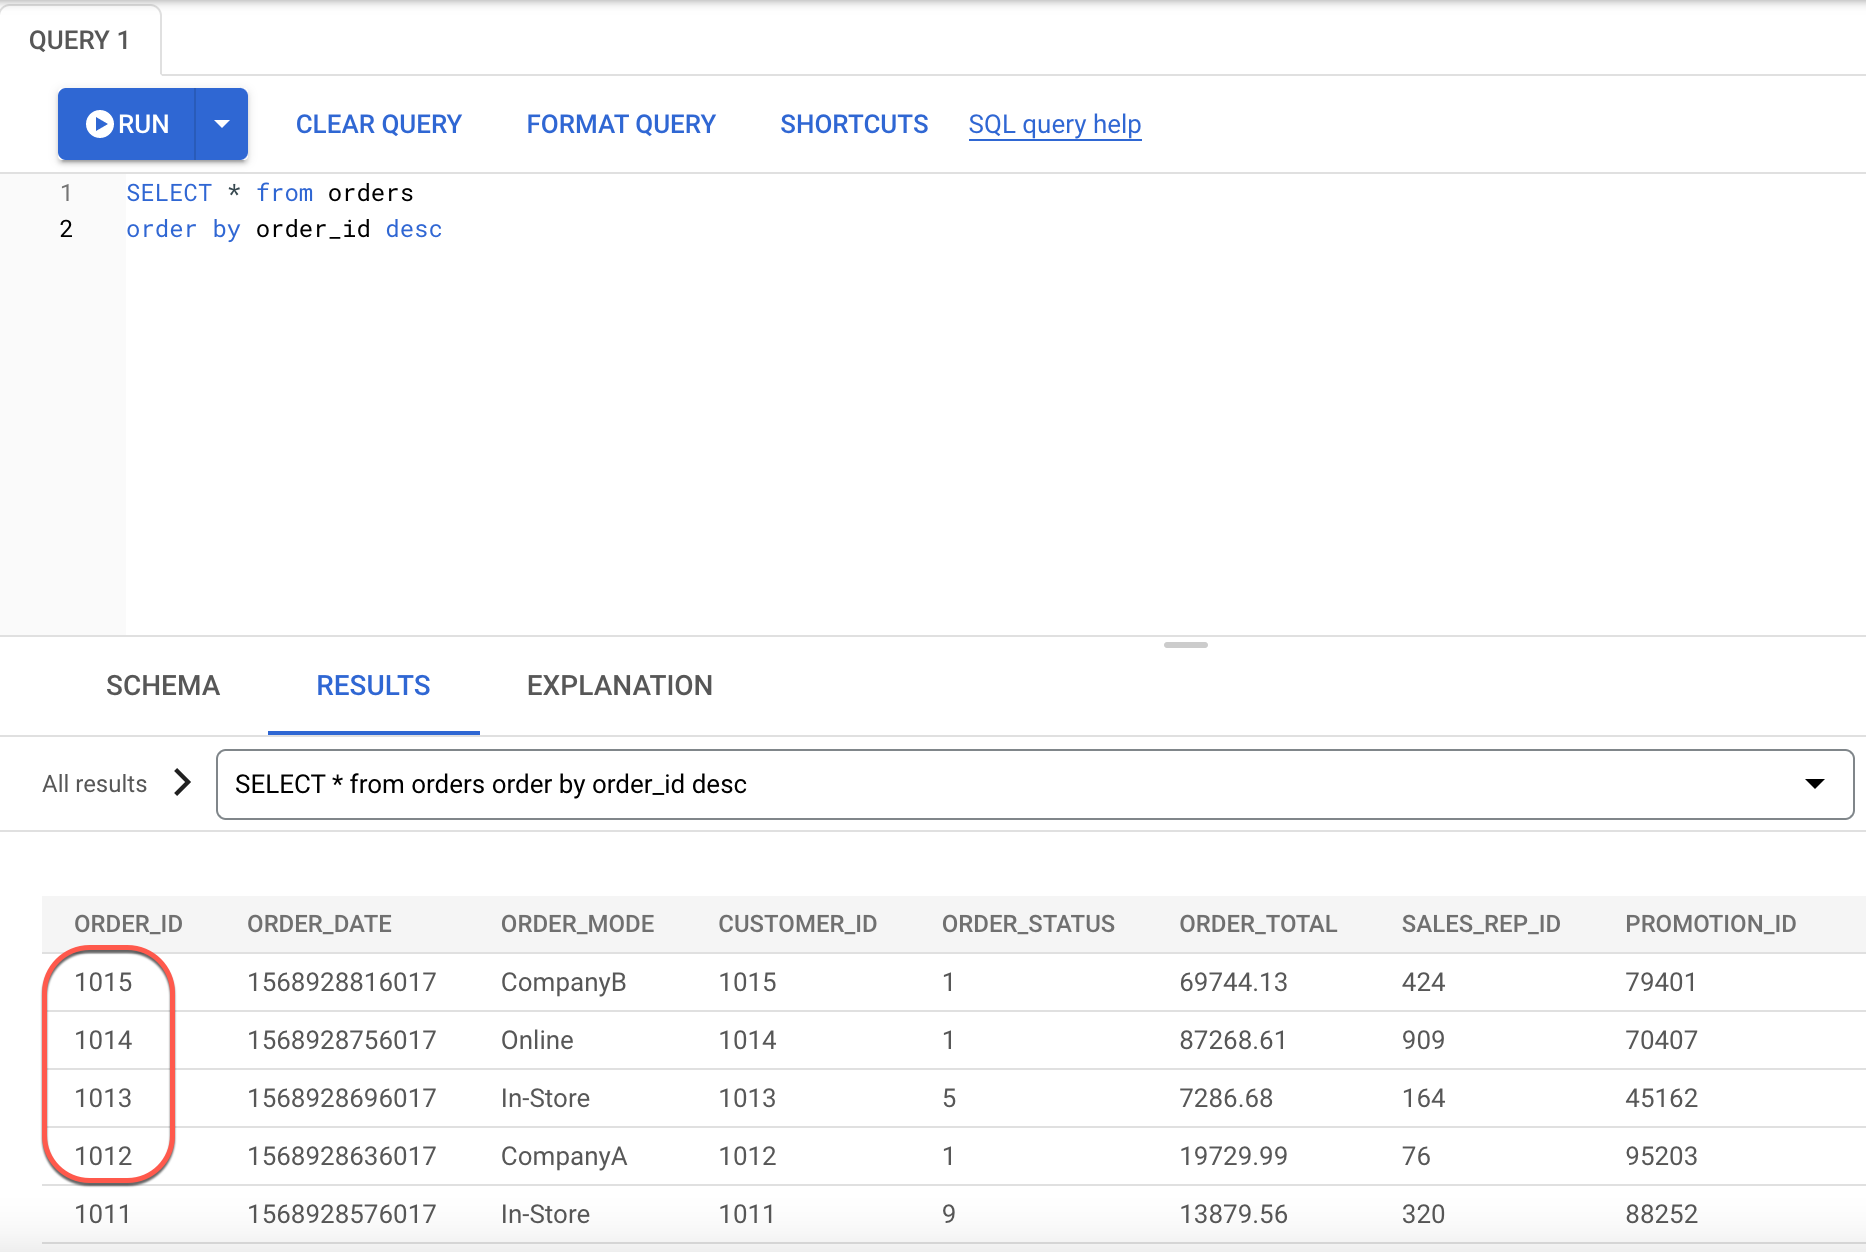 QUERY 1
RUN CLEAR QUERY FORMAT QUERY SHORTCUTS SQL query help
1 SELECT * from orders
2 order by order_id desc
SCHEMA RESULTS EXPLANATION
All results SELECT * from orders order by order_id desc
ORDER_ID ORDER_DATE ORDER_MODE CUSTOMER_ID ORDER_STATUS ORDER_TOTAL SALES_REP_ID PROMOTION_ID
1015 1568928816017 CompanyB 1015 1 69744.13 424 79401
1014 1568928756017 Online 1014 1 87268.61 909 70407
1013 1568928696017 In-Store 1013 5 7286.68 164 45162
1012 1568928636017 CompanyA 1012 1 19729.99 76 95203
1011 1568928576017 In-Store 1011 9 13879.56 320 88252